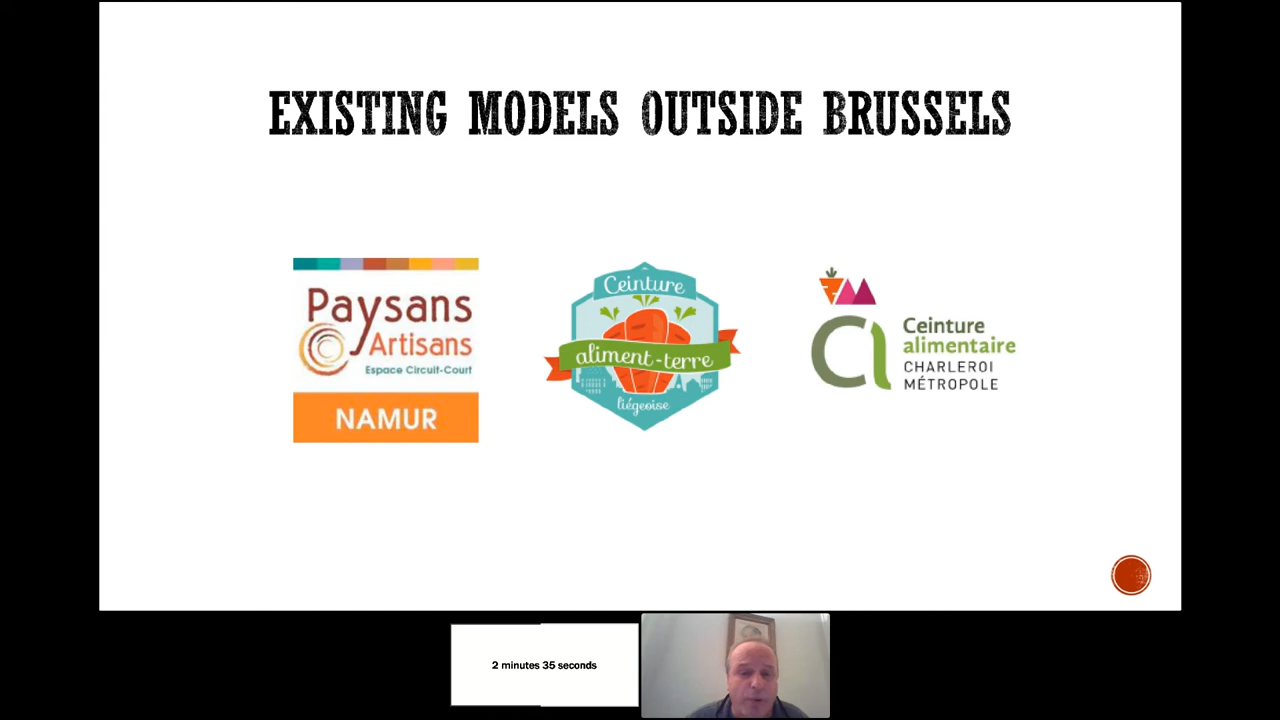 EXISTING MODELS OUTSIDE BRUSSELS
Paysans
Artisans
Espace Circuit-Court
NAMUR
Ceinture
aliment-terre
liégeoise
Ceinture
alimentaire
CHARLEROI
MÉTROPOLE
2 minutes 35 seconds